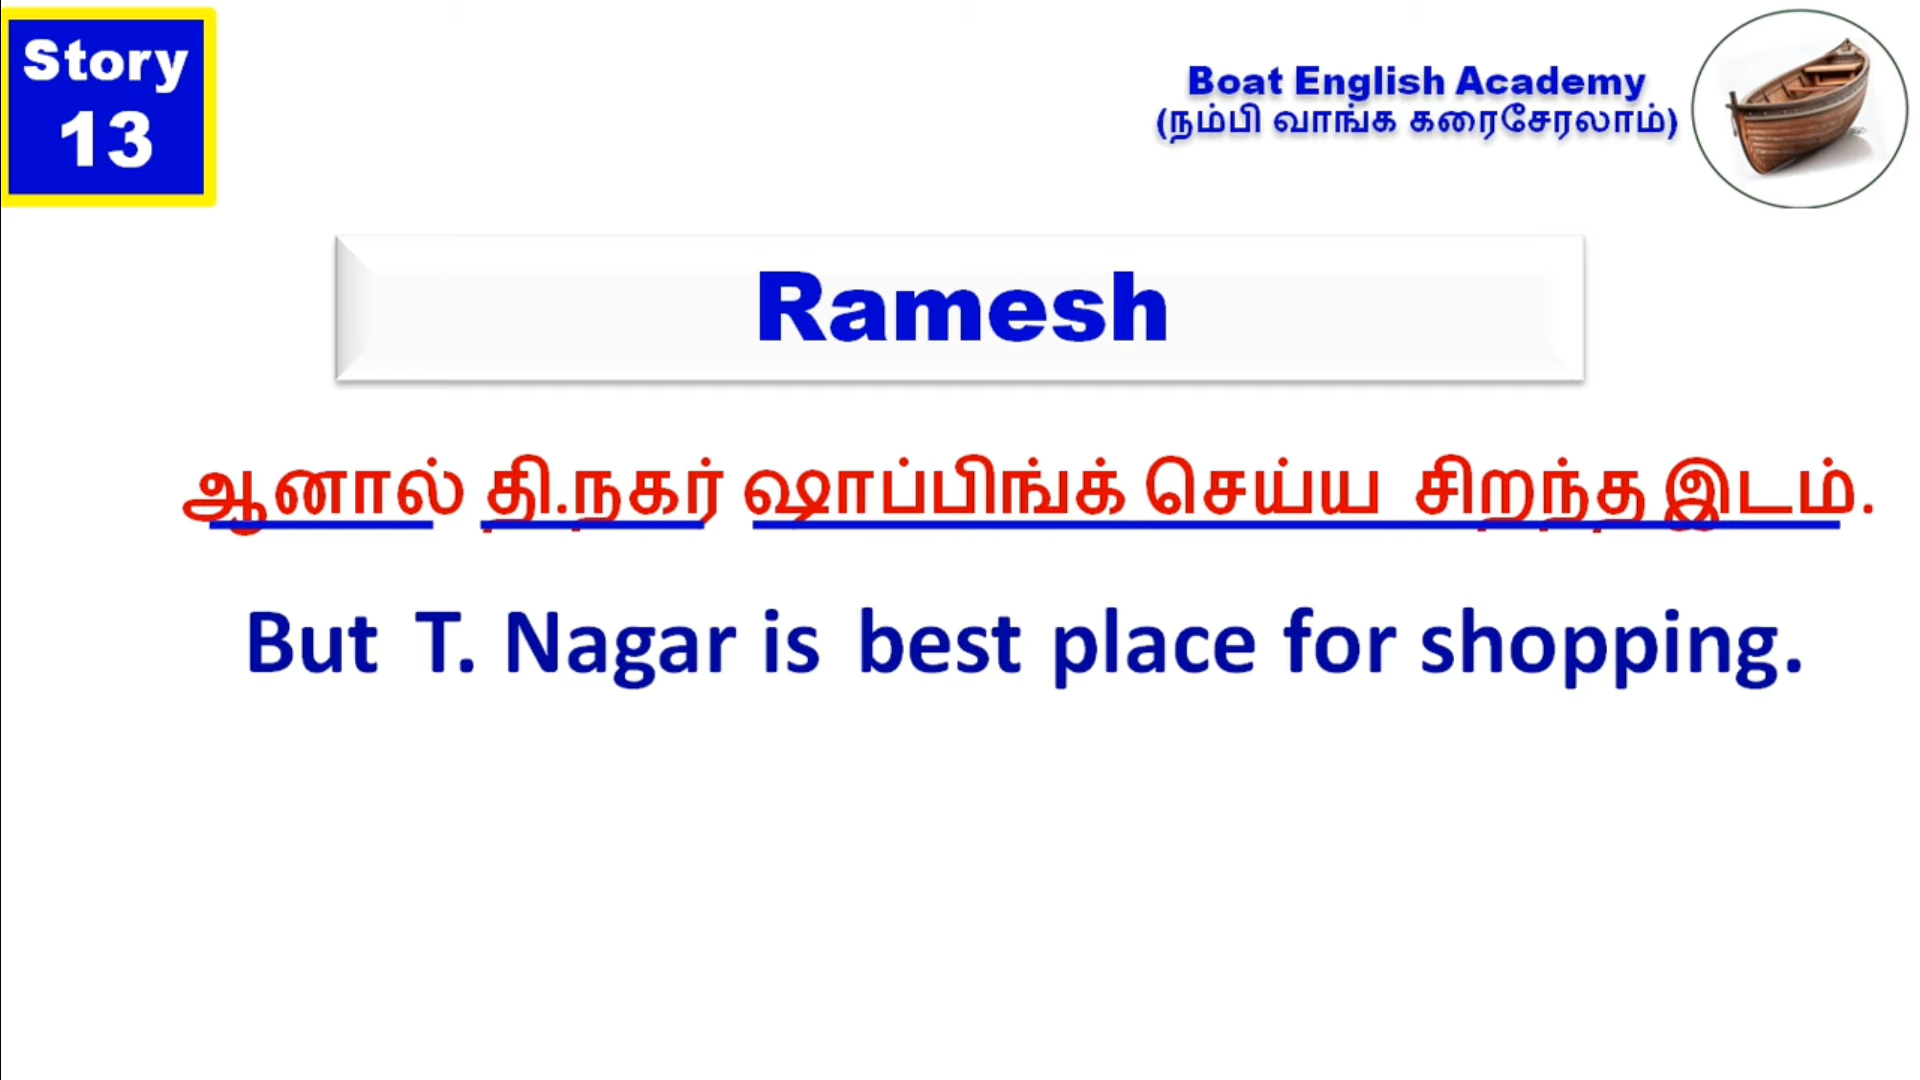 Story
13
Boat English Academy
(நம்பி வாங்க கரைசேரலாம்)
Ramesh
ஆனால் தி.நகர் ஷாப்பிங்க் செய்ய சிறந்த இடம்.
But T. Nagar is best place for shopping.